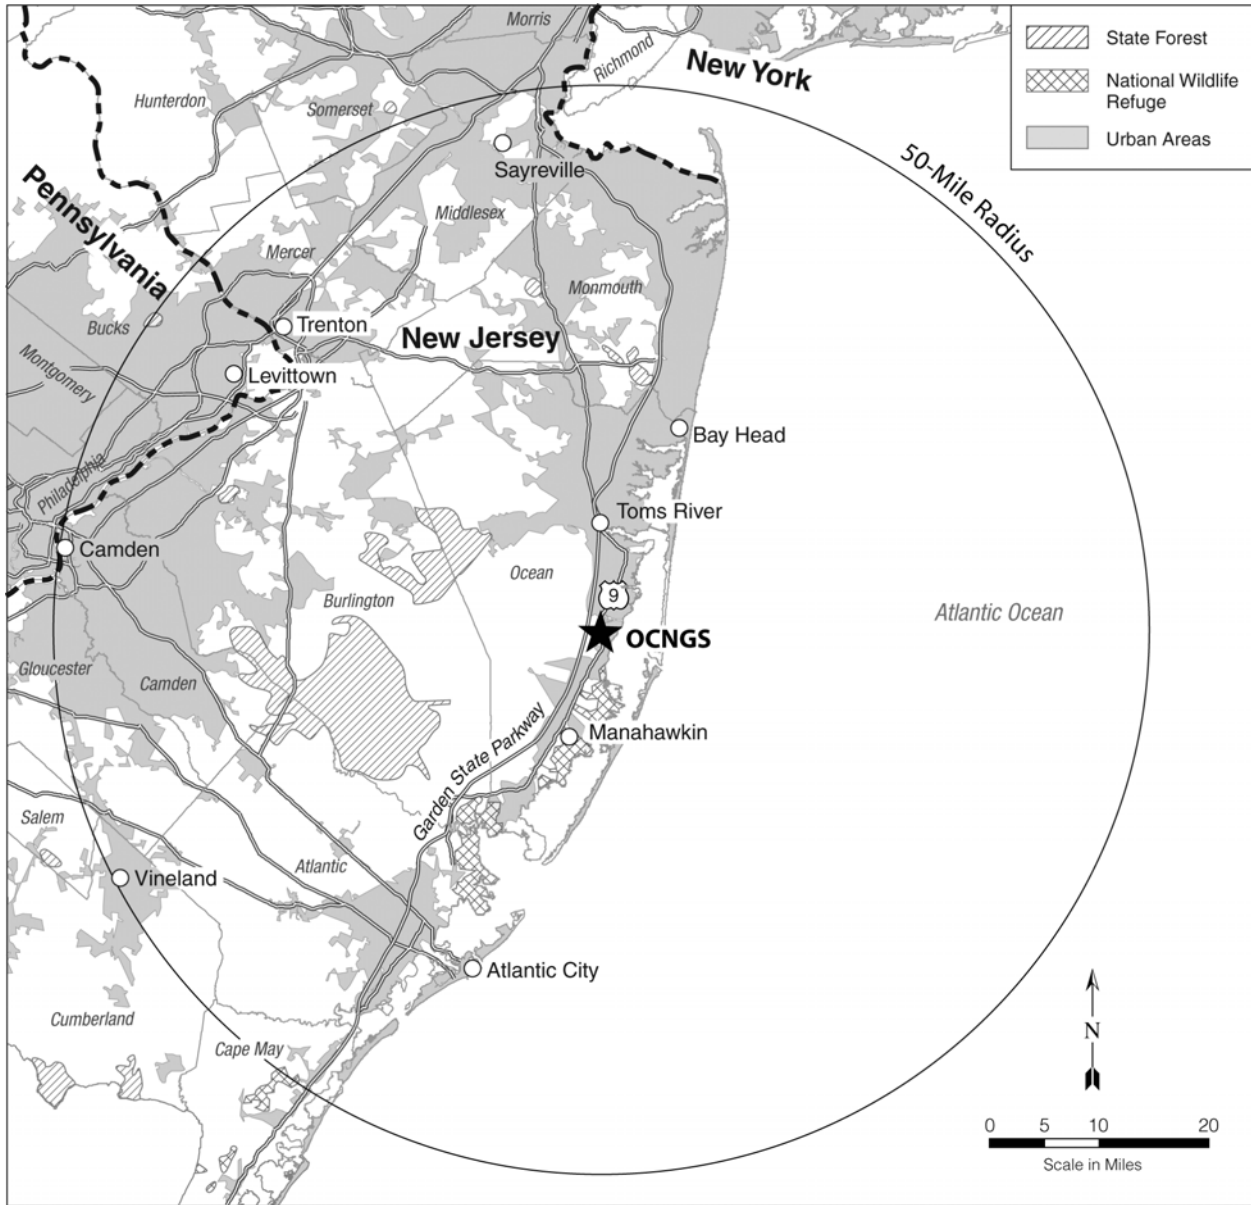 Morris
Richmond
New York
State Forest
National Wildlife
Refuge
Urban Areas
Hunterdon
Somerset
50-Mile Radius
Sayreville
Pennsylvania
Middlesex
Mercer
Monmouth
Bucks
Trenton
New Jersey
Montgomery
Levittown
Bay Head
Philadelphia
Toms River
Camden
Ocean
9
Burlington
Atlantic Ocean
OCNGS
Gloucester
Camden
Garden State Parkway
Manahawkin
Salem
Atlantic
Vineland
Atlantic City
Cumberland
Cape May
N
0 5 10 20
Scale in Miles